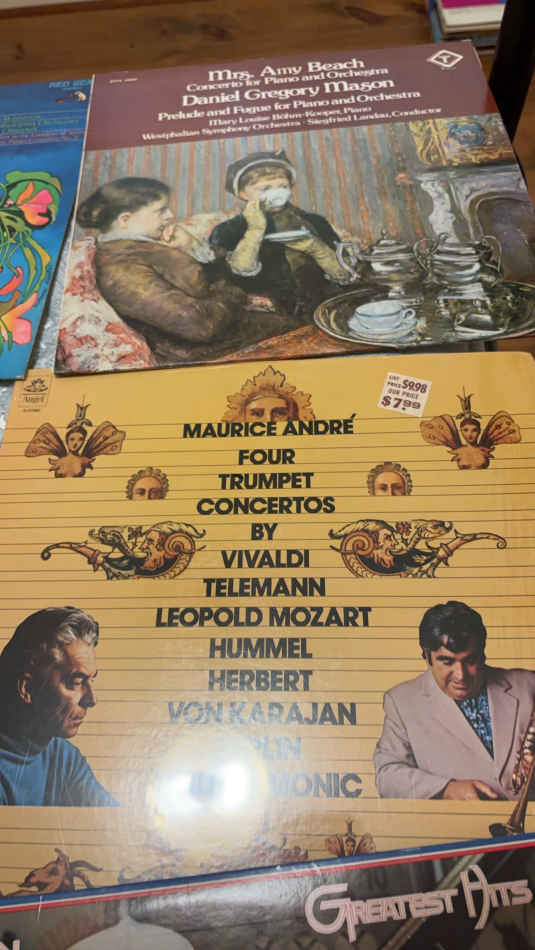 Mrs. Amy Beach
Concerto for Piano and Orchestra
Daniel Gregory Mason
Prelude and Fugue for Piano and Orchestra
Mary Louise Böhm-Kooper, Piano
Westphalian Symphony Orchestra · Siegfried Landau, Conductor
Angel
LIST PRICE $9.98
OUR PRICE
$7.99
MAURICE ANDRÉ
FOUR
TRUMPET
CONCERTOS
BY
VIVALDI
TELEMANN
LEOPOLD MOZART
HUMMEL
HERBERT
VON KARAJAN
GREATEST HITS